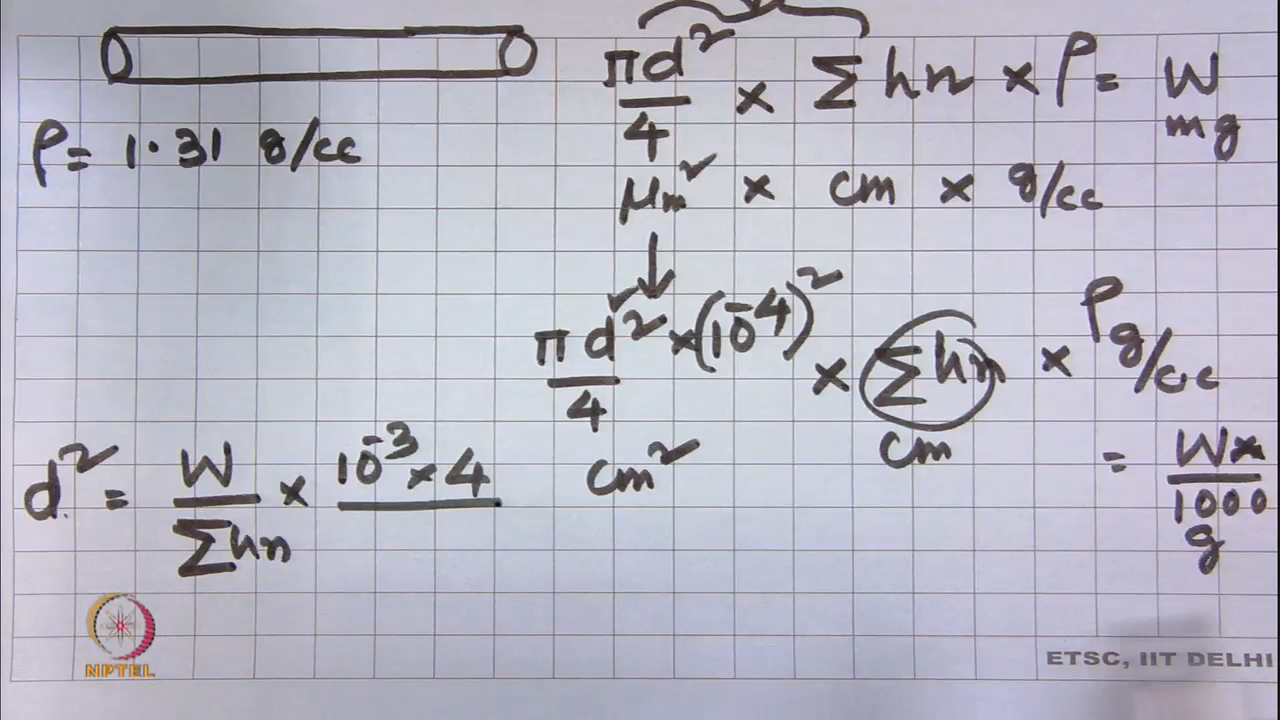 πd²/4 × Σhn × ρ = W
mg
ρ = 1.31 g/cc
μm² × cm × g/cc
πd²/4 × (10⁻⁴)² × Σhn × ρ g/cc
cm² cm
= W×/1000
g
d² = W/Σhn × 10⁻³ × 4
NPTEL
ETSC, IIT DELHI